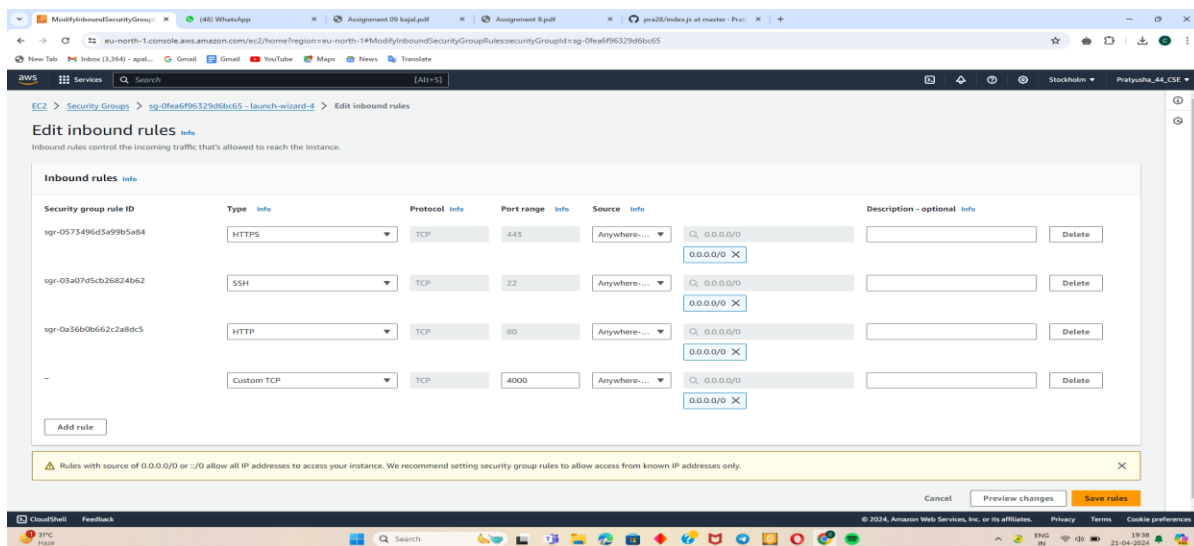 ModifyInboundSecurityGroup
(48) WhatsApp
Assignment 09 kajal.pdf
Assignment 9.pdf
pra28/index.js at master · Prat
eu-north-1.console.aws.amazon.com/ec2/home?region=eu-north-1#ModifyInboundSecurityGroupRules:securityGroupId=sg-0fea6f96329d6bc65
New Tab Inbox (3,364) - apal... Gmail Gmail YouTube Maps News Translate
aws Services Search [Alt+S] Stockholm Pratyusha_44_CSE
EC2 > Security Groups > sg-0fea6f96329d6bc65 - launch-wizard-4 > Edit inbound rules
Edit inbound rules Info
Inbound rules control the incoming traffic that's allowed to reach the instance.
Inbound rules Info
Security group rule ID Type Info Protocol Info Port range Info Source Info Description - optional Info
sgr-0573496d3a99b5a84 HTTPS TCP 443 Anywhere-... 0.0.0.0/0 Delete
0.0.0.0/0
sgr-03a07d5cb26824b62 SSH TCP 22 Anywhere-... 0.0.0.0/0 Delete
0.0.0.0/0
sgr-0a36b0b662c2a8dc5 HTTP TCP 80 Anywhere-... 0.0.0.0/0 Delete
0.0.0.0/0
– Custom TCP TCP 4000 Anywhere-... 0.0.0.0/0 Delete
0.0.0.0/0
Add rule
Rules with source of 0.0.0.0/0 or ::/0 allow all IP addresses to access your instance. We recommend setting security group rules to allow access from known IP addresses only.
Cancel Preview changes Save rules
CloudShell Feedback © 2024, Amazon Web Services, Inc. or its affiliates. Privacy Terms Cookie preferences
31°C
Haze
Search
ENG
IN
19:38
21-04-2024